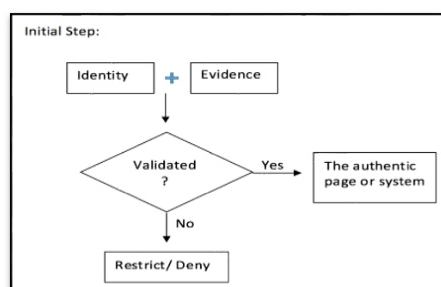 Initial Step:
Identity + Evidence
Validated
?
Yes
The authentic
page or system
No
Restrict/ Deny